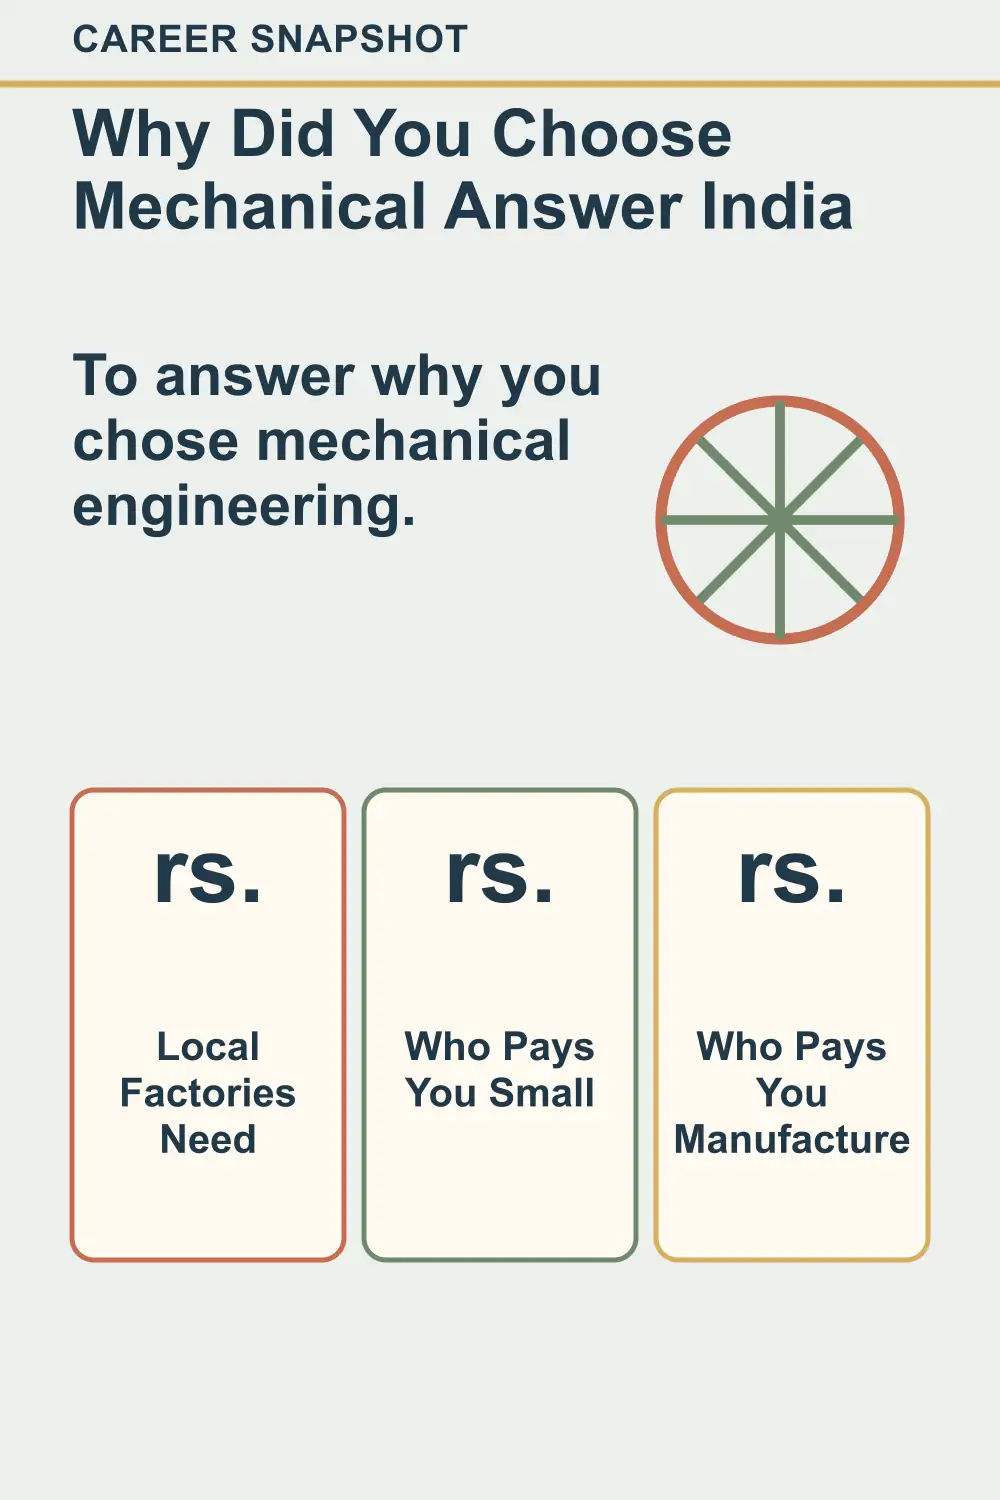 CAREER SNAPSHOT
Why Did You Choose
Mechanical Answer India
To answer why you
chose mechanical
engineering.
rs.
Local
Factories
Need
rs.
Who Pays
You Small
rs.
Who Pays
You
Manufacture